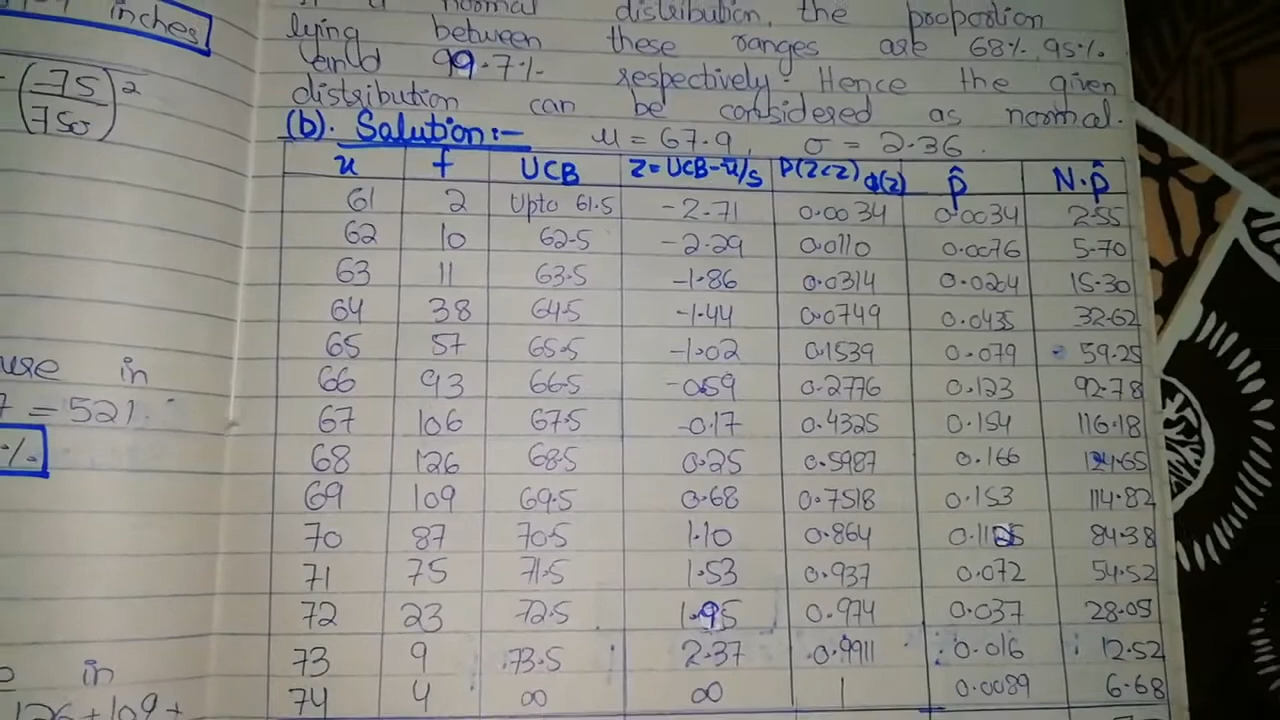 inches
(-75/750)²
use in
7 = 521.
%.
in
126+109+
normal distribution, the proportion
lying between these ranges are 68%, 95%.
and 99.7% respectively. Hence the given
distribution can be considered as normal.
(b). Solution:- μ = 67.9, σ = 2.36.
x f UCB Z = UCB-x̄/s P(Z<z) φ(z) p̂ N.p̂
61 2 Upto 61.5 -2.71 0.0034 0.0034 2.55
62 10 62.5 -2.29 0.0110 0.0076 5.70
63 11 63.5 -1.86 0.0314 0.0204 15.30
64 38 64.5 -1.44 0.0749 0.0435 32.62
65 57 65.5 -1.02 0.1539 0.079 59.25
66 93 66.5 -0.59 0.2776 0.123 92.78
67 106 67.5 -0.17 0.4325 0.154 116.18
68 126 68.5 0.25 0.5987 0.166 124.65
69 109 69.5 0.68 0.7518 0.153 114.82
70 87 70.5 1.10 0.864 0.1125 84.38
71 75 71.5 1.53 0.937 0.072 54.52
72 23 72.5 1.95 0.974 0.037 28.05
73 9 73.5 2.37 0.9911 0.016 12.52
74 4 ∞ ∞ 1 0.0089 6.68